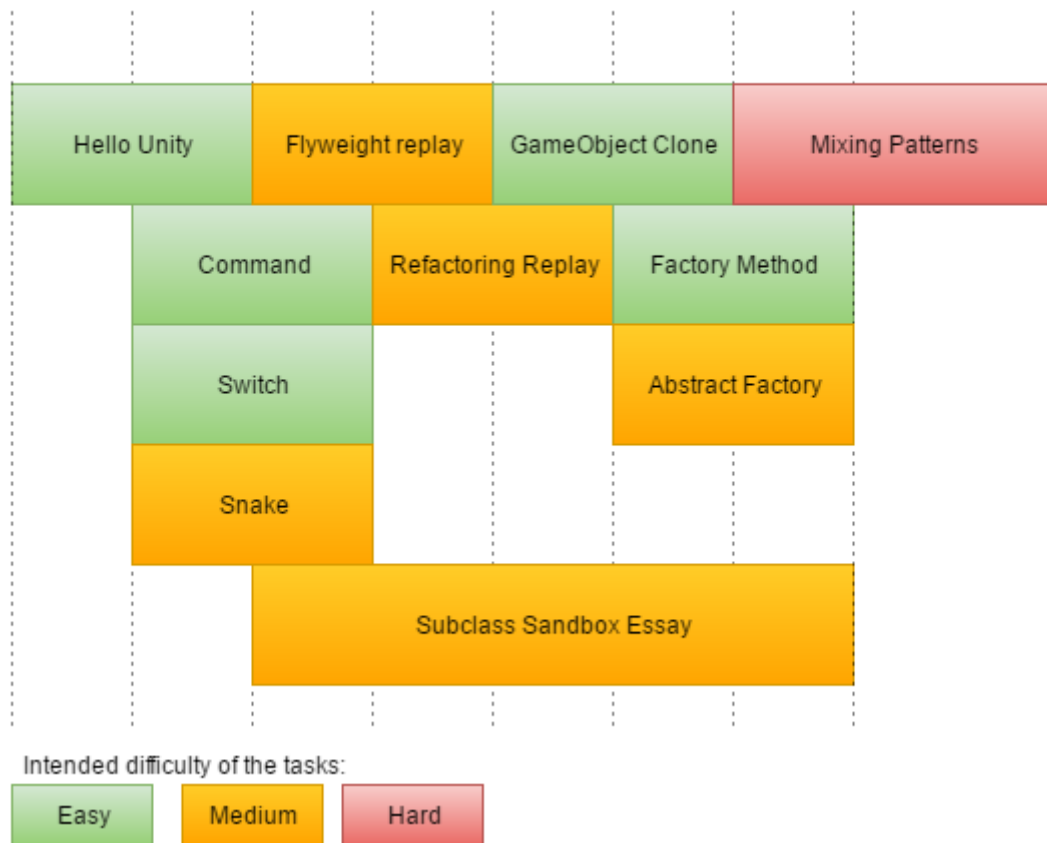 Hello Unity
Flyweight replay
GameObject Clone
Mixing Patterns
Command
Refactoring Replay
Factory Method
Switch
Abstract Factory
Snake
Subclass Sandbox Essay
Intended difficulty of the tasks:
Easy
Medium
Hard